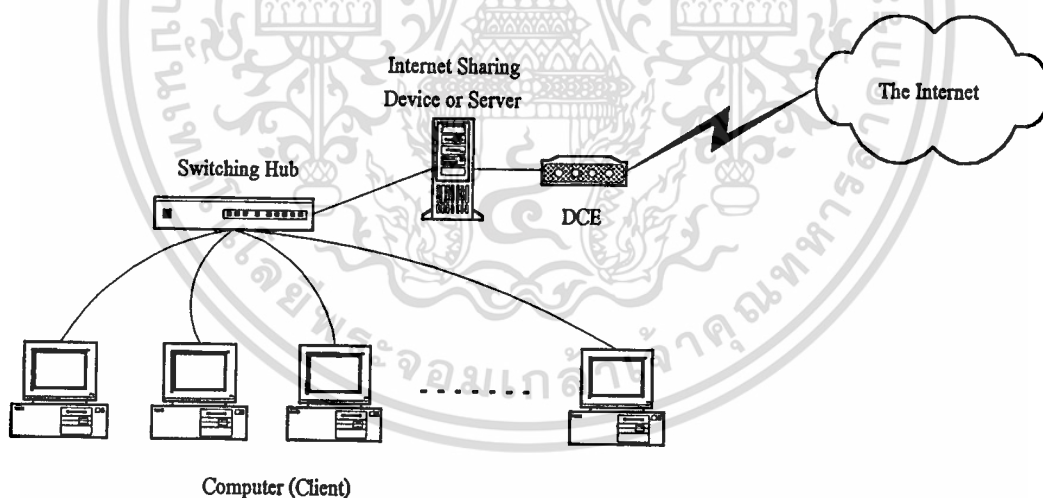 Internet Sharing
Device or Server
The Internet
Switching Hub
DCE
Computer (Client)